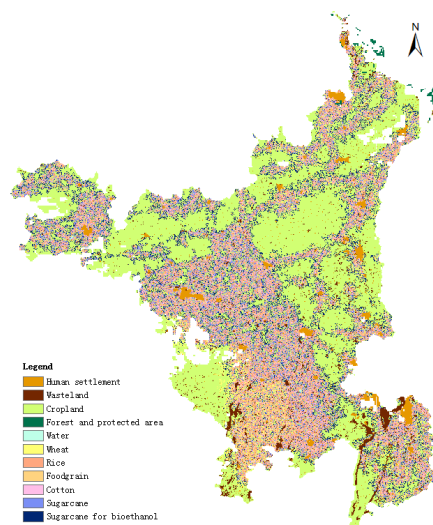 N
Legend
Human settlement
Wasteland
Cropland
Forest and protected area
Water
Wheat
Rice
Foodgrain
Cotton
Sugarcane
Sugarcane for bioethanol